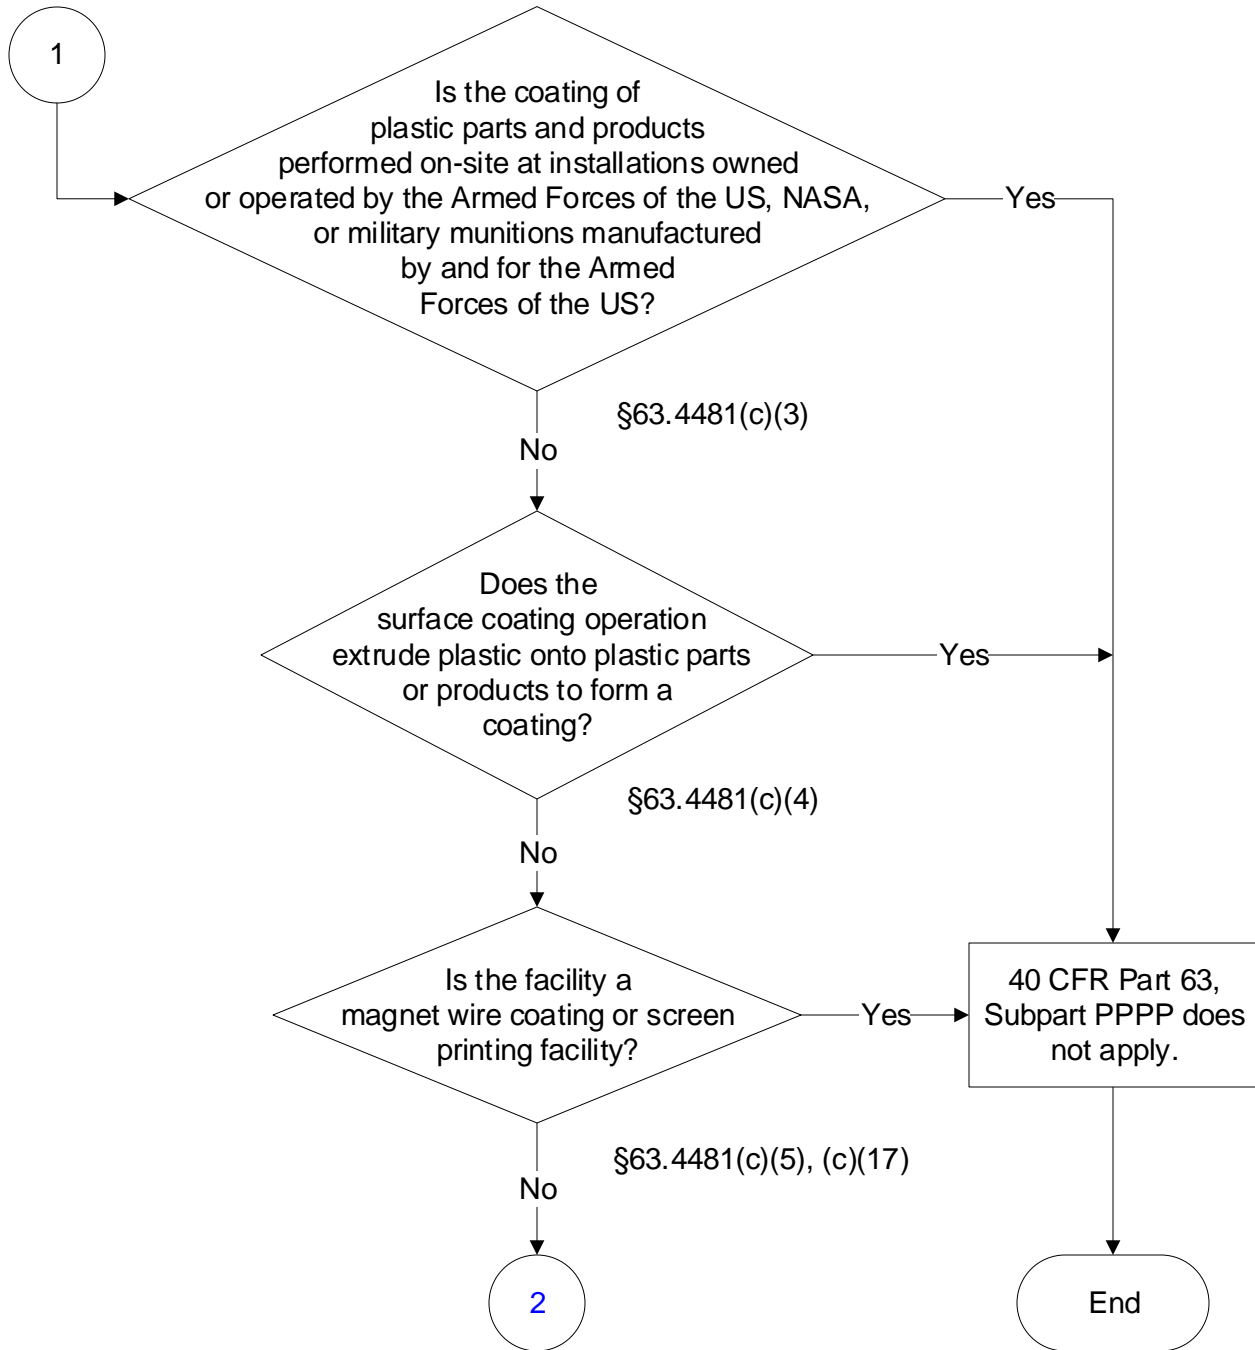 1
Is the coating of
plastic parts and products
performed on-site at installations owned
or operated by the Armed Forces of the US, NASA,
or military munitions manufactured
by and for the Armed
Forces of the US?
Yes
§63.4481(c)(3)
No
Does the
surface coating operation
extrude plastic onto plastic parts
or products to form a
coating?
Yes
§63.4481(c)(4)
No
Is the facility a
magnet wire coating or screen
printing facility?
Yes
40 CFR Part 63,
Subpart PPPP does
not apply.
§63.4481(c)(5), (c)(17)
No
2
End